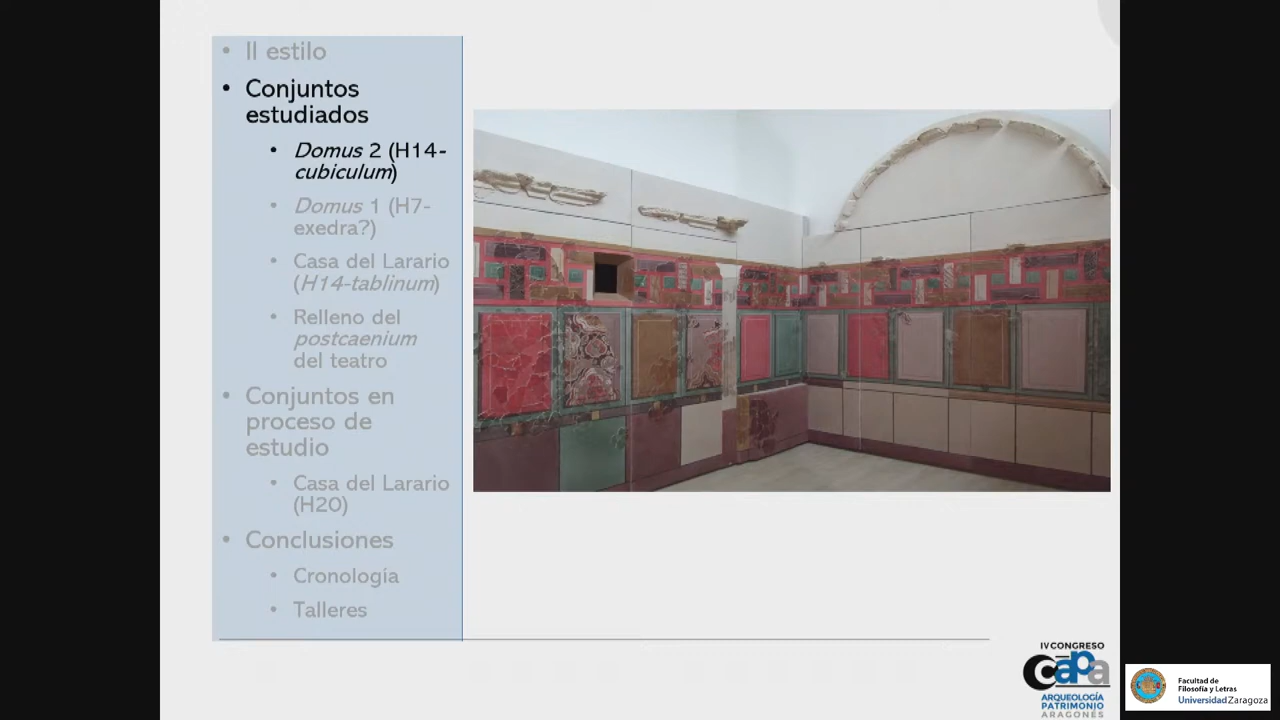 • II estilo
• Conjuntos
estudiados
• Domus 2 (H14-
cubiculum)
• Domus 1 (H7-
exedra?)
• Casa del Larario
(H14-tablinum)
• Relleno del
postcaenium
del teatro
• Conjuntos en
proceso de
estudio
• Casa del Larario
(H20)
• Conclusiones
• Cronología
• Talleres
IV CONGRESO
capa
ARQUEOLOGÍA
PATRIMONIO
ARAGONÉS
Facultad de
Filosofía y Letras
Universidad Zaragoza